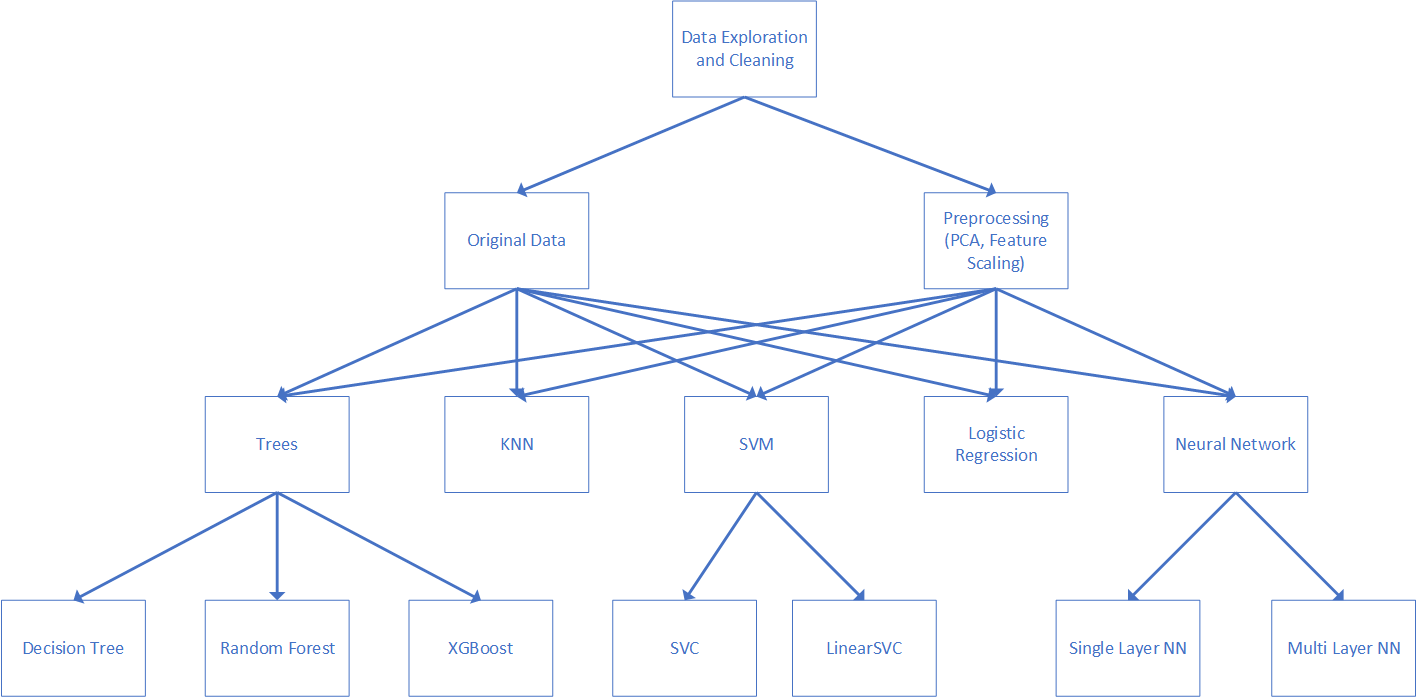 Data Exploration
and Cleaning
Original Data
Preprocessing
(PCA, Feature
Scaling)
Trees
KNN
SVM
Logistic
Regression
Neural Network
Decision Tree
Random Forest
XGBoost
SVC
LinearSVC
Single Layer NN
Multi Layer NN